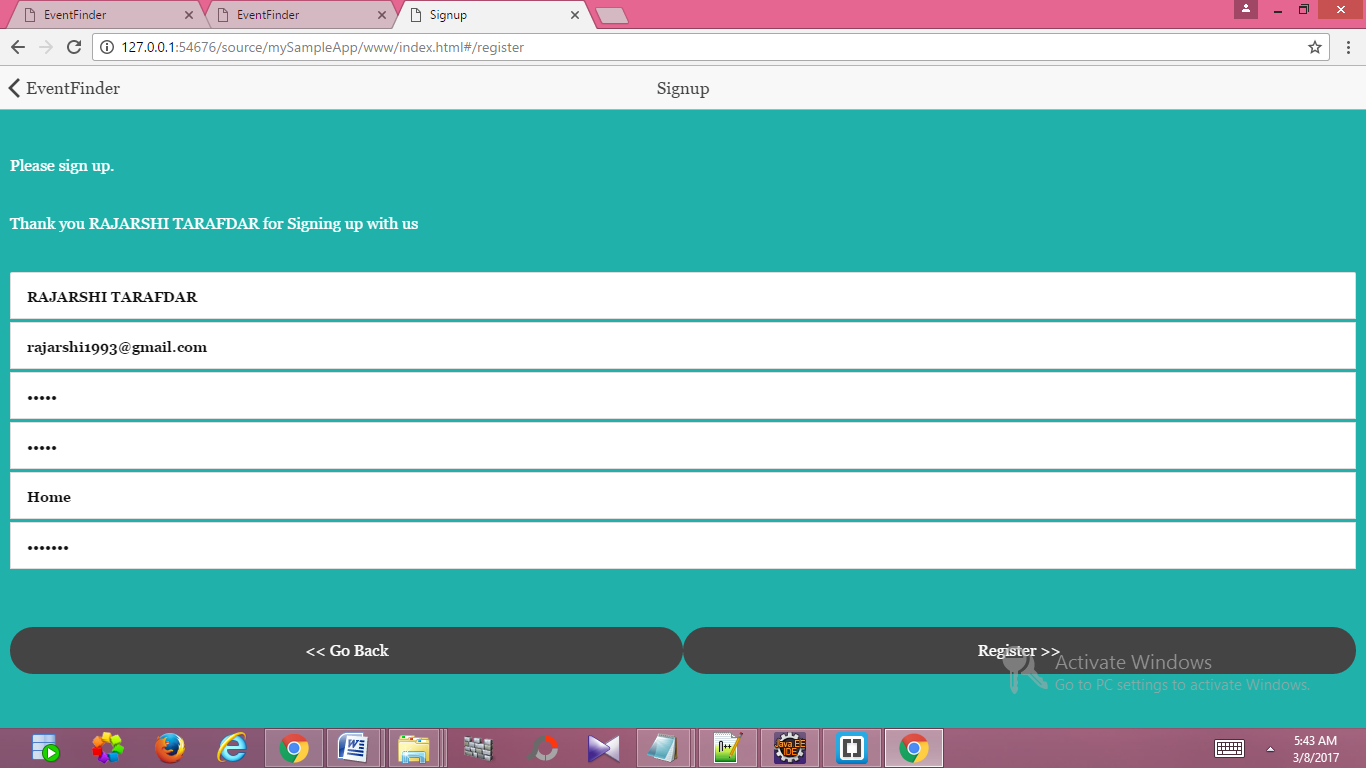 EventFinder
EventFinder
Signup
127.0.0.1:54676/source/mySampleApp/www/index.html#/register
EventFinder
Signup
Please sign up.
Thank you RAJARSHI TARAFDAR for Signing up with us
RAJARSHI TARAFDAR
rajarshi1993@gmail.com
•••••
•••••
Home
•••••••
<< Go Back
Register >>
Activate Windows
Go to PC settings to activate Windows.
Java EE
IDE
5:43 AM
3/8/2017